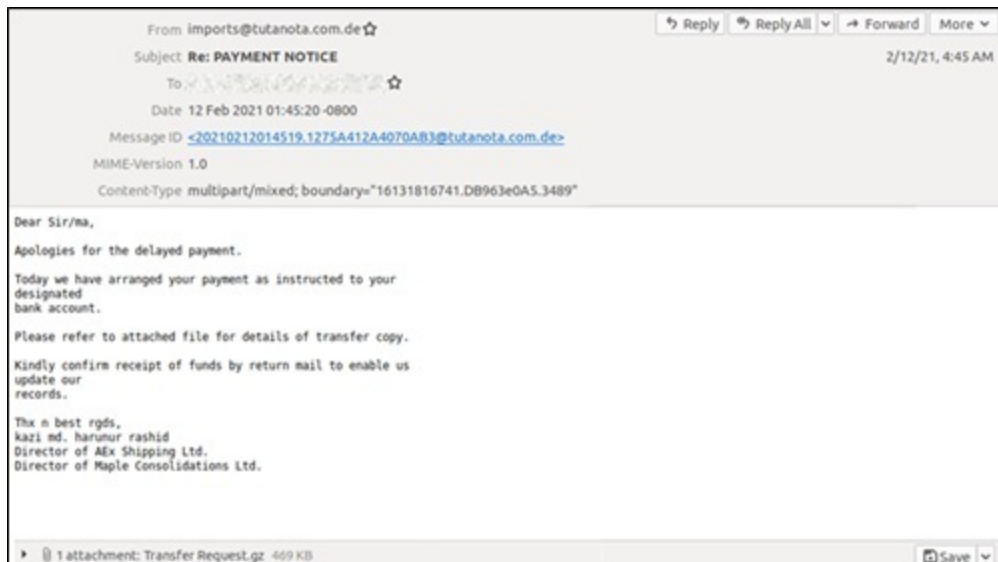 From imports@tutanota.com.de
Reply Reply All Forward More
Subject Re: PAYMENT NOTICE
2/12/21, 4:45 AM
To
Date 12 Feb 2021 01:45:20 -0800
Message ID <20210212014519.1275A412A4070AB3@tutanota.com.de>
MIME-Version 1.0
Content-Type multipart/mixed; boundary="16131816741.DB963e0A5.3489"
Dear Sir/ma,
Apologies for the delayed payment.
Today we have arranged your payment as instructed to your
designated
bank account.
Please refer to attached file for details of transfer copy.
Kindly confirm receipt of funds by return mail to enable us
update our
records.
Thx n best rgds,
kazi md. harunur rashid
Director of AEx Shipping Ltd.
Director of Maple Consolidations Ltd.
1 attachment: Transfer Request.gz 469 KB
Save